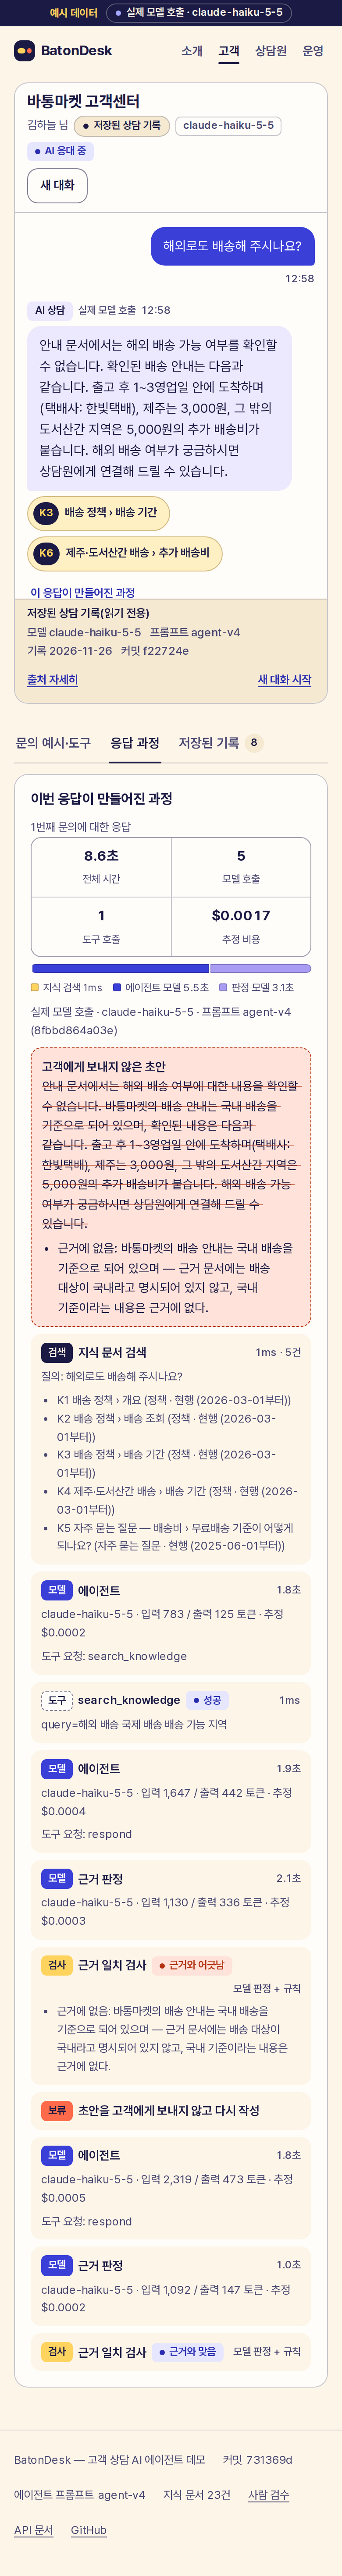 예시 데이터 실제 모델 호출 · claude-haiku-5-5
BatonDesk 소개 고객 상담원 운영
바통마켓 고객센터
김하늘 님 저장된 상담 기록 claude-haiku-5-5
AI 응대 중
새 대화
해외로도 배송해 주시나요?
12:58
AI 상담 실제 모델 호출 12:58
안내 문서에서는 해외 배송 가능 여부를 확인할
수 없습니다. 확인된 배송 안내는 다음과
같습니다. 출고 후 1~3영업일 안에 도착하며
(택배사: 한빛택배), 제주는 3,000원, 그 밖의
도서산간 지역은 5,000원의 추가 배송비가
붙습니다. 해외 배송 여부가 궁금하시면
상담원에게 연결해 드릴 수 있습니다.
K3 배송 정책 › 배송 기간
K6 제주·도서산간 배송 › 추가 배송비
이 응답이 만들어진 과정
저장된 상담 기록(읽기 전용)
모델 claude-haiku-5-5 프롬프트 agent-v4
기록 2026-11-26 커밋 f22724e
출처 자세히 새 대화 시작
문의 예시·도구 응답 과정 저장된 기록 8
이번 응답이 만들어진 과정
1번째 문의에 대한 응답
8.6초 5
전체 시간 모델 호출
1 $0.0017
도구 호출 추정 비용
지식 검색 1ms 에이전트 모델 5.5초 판정 모델 3.1초
실제 모델 호출 · claude-haiku-5-5 · 프롬프트 agent-v4
(8fbbd864a03e)
고객에게 보내지 않은 초안
안내 문서에서는 해외 배송 여부에 대한 내용을 확인할
수 없습니다. 바통마켓의 배송 안내는 국내 배송을
기준으로 되어 있으며, 확인된 내용은 다음과
같습니다. 출고 후 1~3영업일 안에 도착하며(택배사:
한빛택배), 제주는 3,000원, 그 밖의 도서산간 지역은
5,000원의 추가 배송비가 붙습니다. 해외 배송 가능
여부가 궁금하시면 상담원에게 연결해 드릴 수
있습니다.
• 근거에 없음: 바통마켓의 배송 안내는 국내 배송을
기준으로 되어 있으며 — 근거 문서에는 배송
대상이 국내라고 명시되어 있지 않고, 국내
기준이라는 내용은 근거에 없다.
검색 지식 문서 검색 1ms · 5건
질의: 해외로도 배송해 주시나요?
• K1 배송 정책 › 개요 (정책 · 현행 (2026-03-01부터))
• K2 배송 정책 › 배송 조회 (정책 · 현행 (2026-03-
01부터))
• K3 배송 정책 › 배송 기간 (정책 · 현행 (2026-03-
01부터))
• K4 제주·도서산간 배송 › 배송 기간 (정책 · 현행 (2026-
03-01부터))
• K5 자주 묻는 질문 — 배송비 › 무료배송 기준이 어떻게
되나요? (자주 묻는 질문 · 현행 (2025-06-01부터))
모델 에이전트 1.8초
claude-haiku-5-5 · 입력 783 / 출력 125 토큰 · 추정
$0.0002
도구 요청: search_knowledge
도구 search_knowledge 성공 1ms
query=해외 배송 국제 배송 배송 가능 지역
모델 에이전트 1.9초
claude-haiku-5-5 · 입력 1,647 / 출력 442 토큰 · 추정
$0.0004
도구 요청: respond
모델 근거 판정 2.1초
claude-haiku-5-5 · 입력 1,130 / 출력 336 토큰 · 추정
$0.0003
검사 근거 일치 검사 근거와 어긋남
모델 판정 + 규칙
• 근거에 없음: 바통마켓의 배송 안내는 국내 배송을
기준으로 되어 있으며 — 근거 문서에는 배송 대상이
국내라고 명시되어 있지 않고, 국내 기준이라는 내용은
근거에 없다.
보류 초안을 고객에게 보내지 않고 다시 작성
모델 에이전트 1.8초
claude-haiku-5-5 · 입력 2,319 / 출력 473 토큰 · 추정
$0.0005
도구 요청: respond
모델 근거 판정 1.0초
claude-haiku-5-5 · 입력 1,092 / 출력 147 토큰 · 추정
$0.0002
검사 근거 일치 검사 근거와 맞음 모델 판정 + 규칙
BatonDesk — 고객 상담 AI 에이전트 데모 커밋 731369d
에이전트 프롬프트 agent-v4 지식 문서 23건 사람 검수
API 문서 GitHub